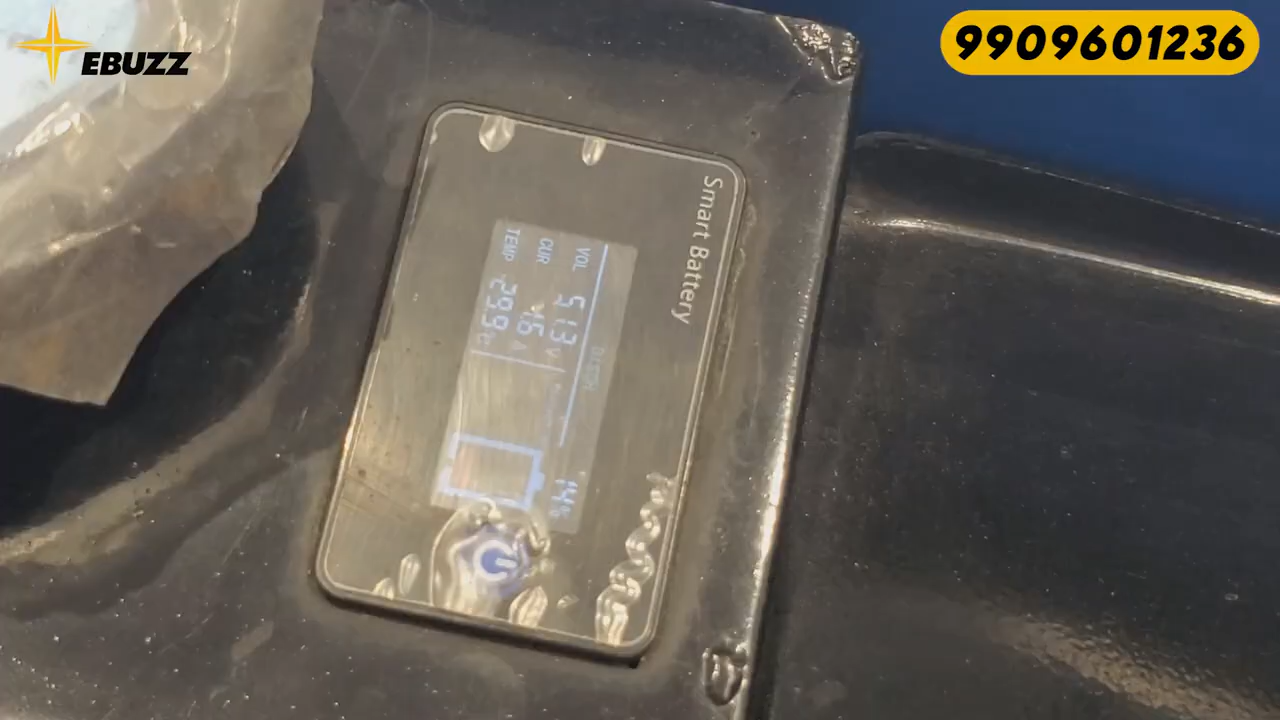 EBUZZ
9909601236
Smart Battery
VOL 51.3 V
CUR
TEMP 29.9
14%